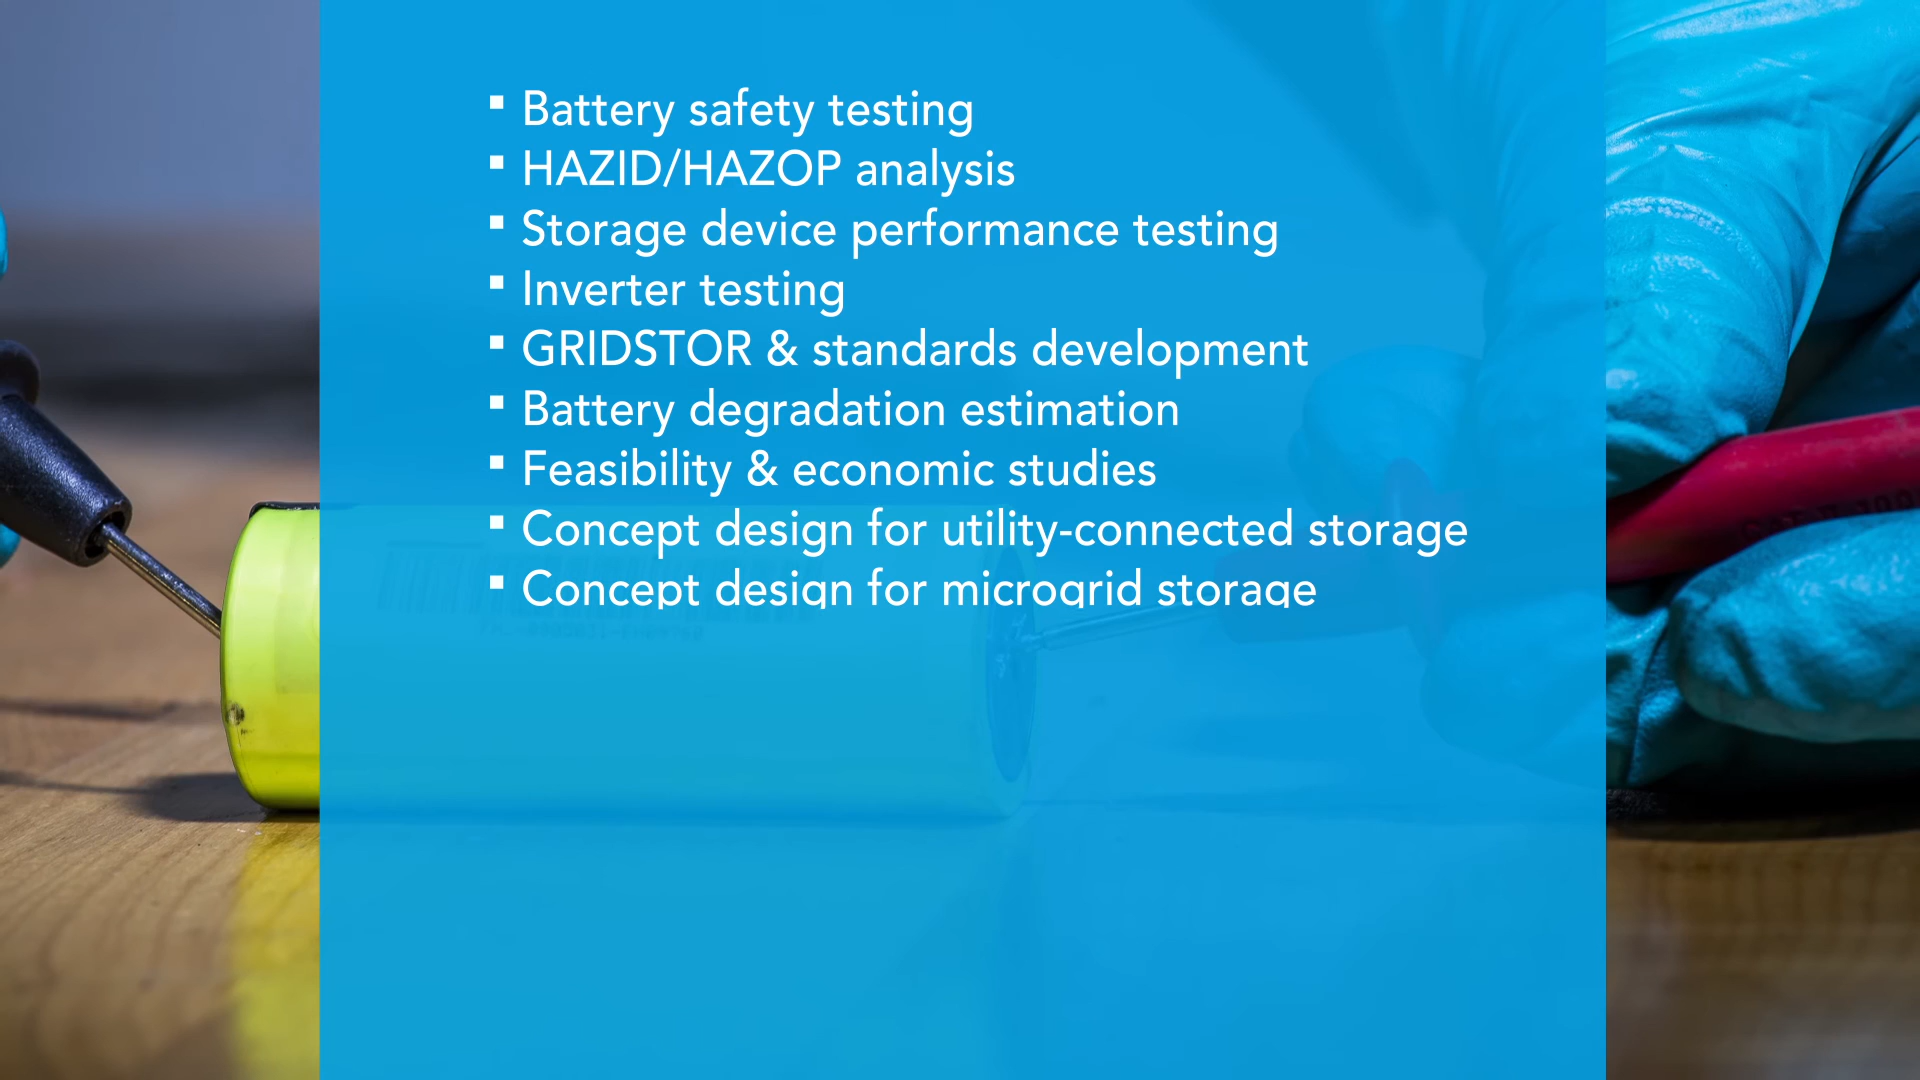 ▪ Battery safety testing
▪ HAZID/HAZOP analysis
▪ Storage device performance testing
▪ Inverter testing
▪ GRIDSTOR & standards development
▪ Battery degradation estimation
▪ Feasibility & economic studies
▪ Concept design for utility-connected storage
▪ Concept design for microgrid storage